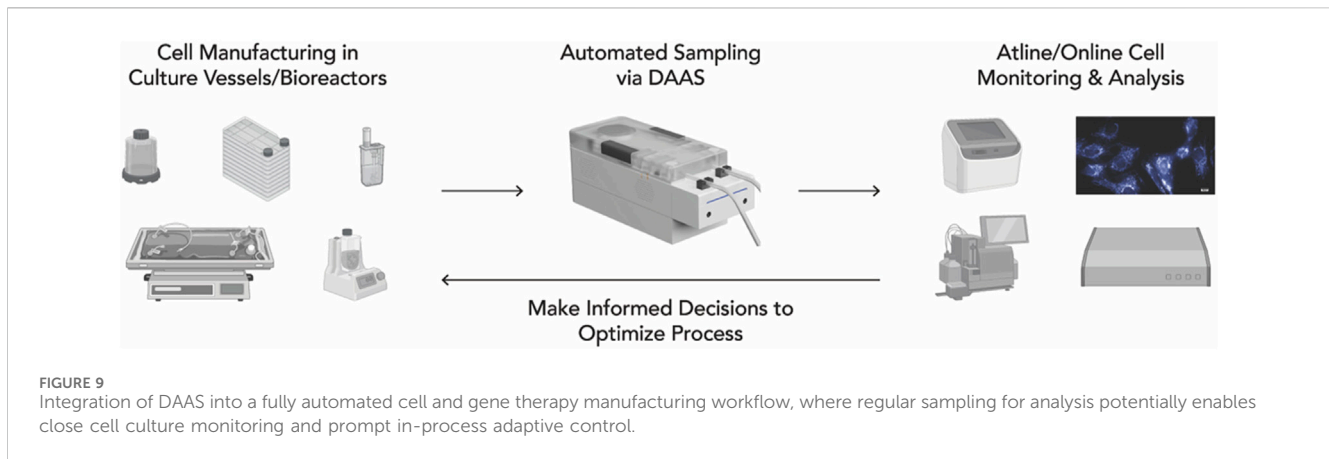 Cell Manufacturing in
Culture Vessels/Bioreactors
Automated Sampling
via DAAS
Atline/Online Cell
Monitoring & Analysis
Make Informed Decisions to
Optimize Process
FIGURE 9
Integration of DAAS into a fully automated cell and gene therapy manufacturing workflow, where regular sampling for analysis potentially enables
close cell culture monitoring and prompt in-process adaptive control.